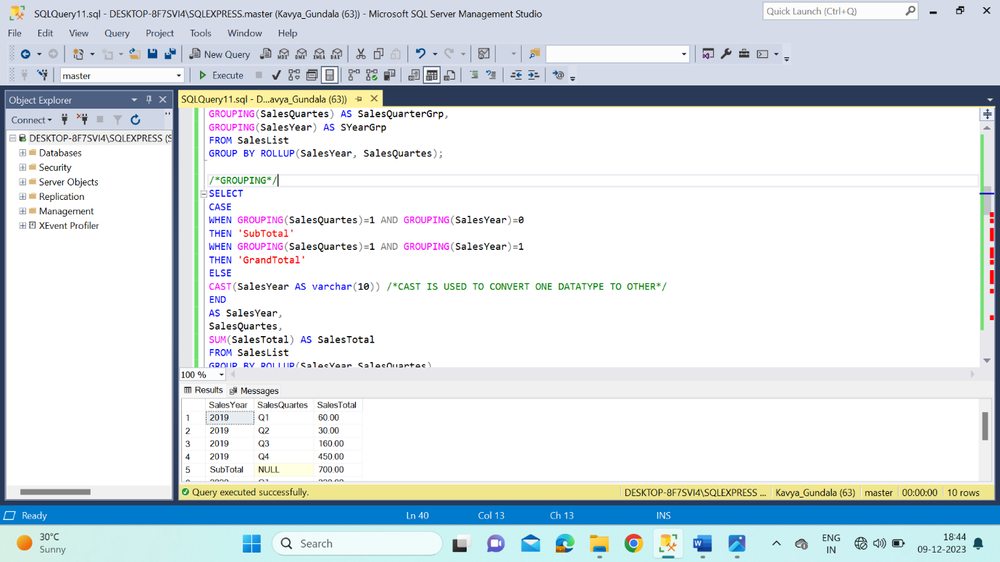 SQLQuery11.sql - DESKTOP-8F7SVI4\SQLEXPRESS.master (Kavya_Gundala (63)) - Microsoft SQL Server Management Studio
Quick Launch (Ctrl+Q)
File Edit View Query Project Tools Window Help
New Query MDX DMX XMLA DAX
master Execute
Object Explorer
SQLQuery11.sql - D...avya_Gundala (63))
Connect
DESKTOP-8F7SVI4\SQLEXPRESS (S
Databases
Security
Server Objects
Replication
Management
XEvent Profiler
GROUPING(SalesQuartes) AS SalesQuarterGrp,
GROUPING(SalesYear) AS SYearGrp
FROM SalesList
GROUP BY ROLLUP(SalesYear, SalesQuartes);
/*GROUPING*/
SELECT
CASE
WHEN GROUPING(SalesQuartes)=1 AND GROUPING(SalesYear)=0
THEN 'SubTotal'
WHEN GROUPING(SalesQuartes)=1 AND GROUPING(SalesYear)=1
THEN 'GrandTotal'
ELSE
CAST(SalesYear AS varchar(10)) /*CAST IS USED TO CONVERT ONE DATATYPE TO OTHER*/
END
AS SalesYear,
SalesQuartes,
SUM(SalesTotal) AS SalesTotal
FROM SalesList
GROUP BY ROLLUP(SalesYear,SalesQuartes)
100 %
Results Messages
SalesYear SalesQuartes SalesTotal
1 2019 Q1 60.00
2 2019 Q2 30.00
3 2019 Q3 160.00
4 2019 Q4 450.00
5 SubTotal NULL 700.00
Query executed successfully.
DESKTOP-8F7SVI4\SQLEXPRESS ... Kavya_Gundala (63) master 00:00:00 10 rows
Ready Ln 40 Col 13 Ch 13 INS
30°C
Sunny
Search
ENG
IN
18:44
09-12-2023